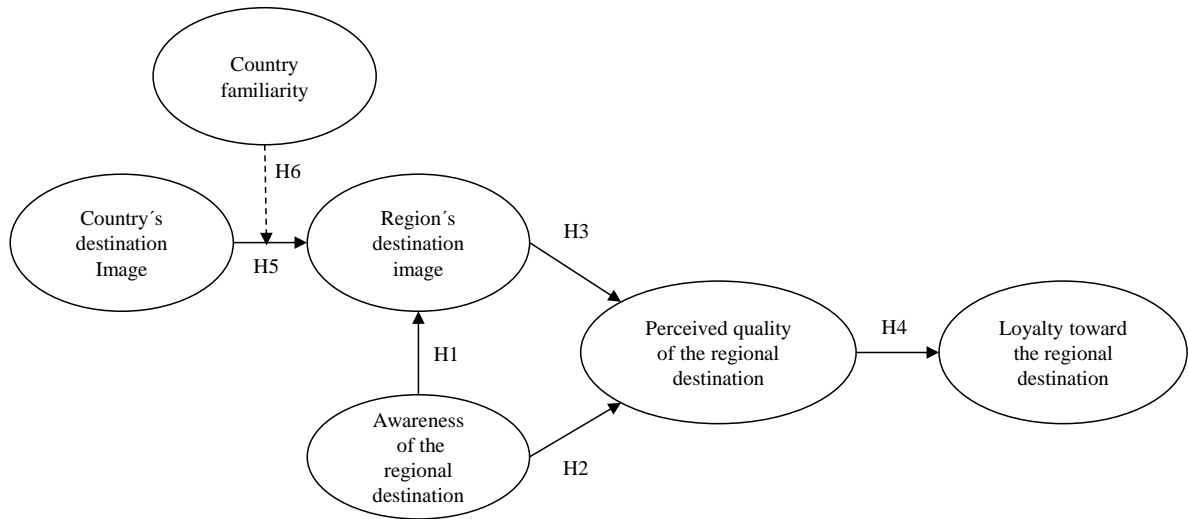 Country
familiarity
H6
Country´s
destination
Image
H5
Region´s
destination
image
H3
H1
Awareness
of the
regional
destination
H2
Perceived quality
of the regional
destination
H4
Loyalty toward
the regional
destination